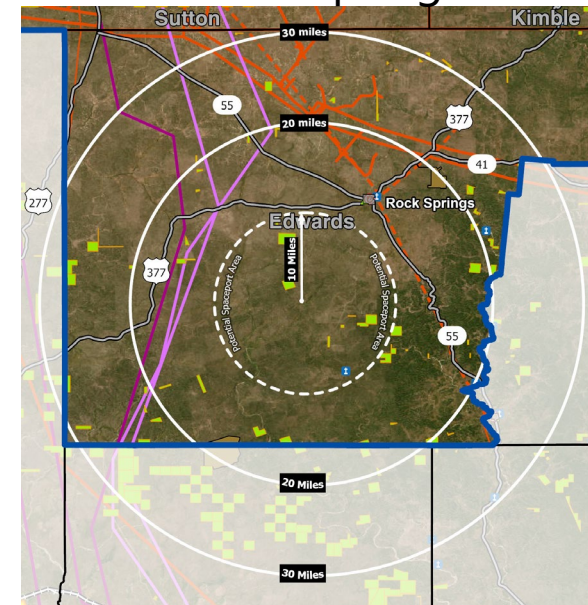 Sutton
Kimble
30 miles
55
377
20 miles
41
277
Rock Springs
Edwards
10 Miles
Potential Spaceport Area
Potential Spaceport Area
377
55
20 Miles
30 Miles